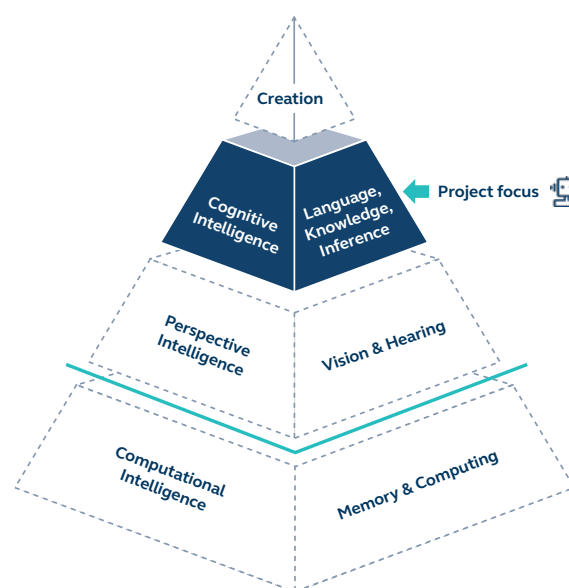 Creation
Cognitive
Intelligence
Language,
Knowledge,
Inference
Project focus
Perspective
Intelligence
Vision & Hearing
Computational
Intelligence
Memory & Computing